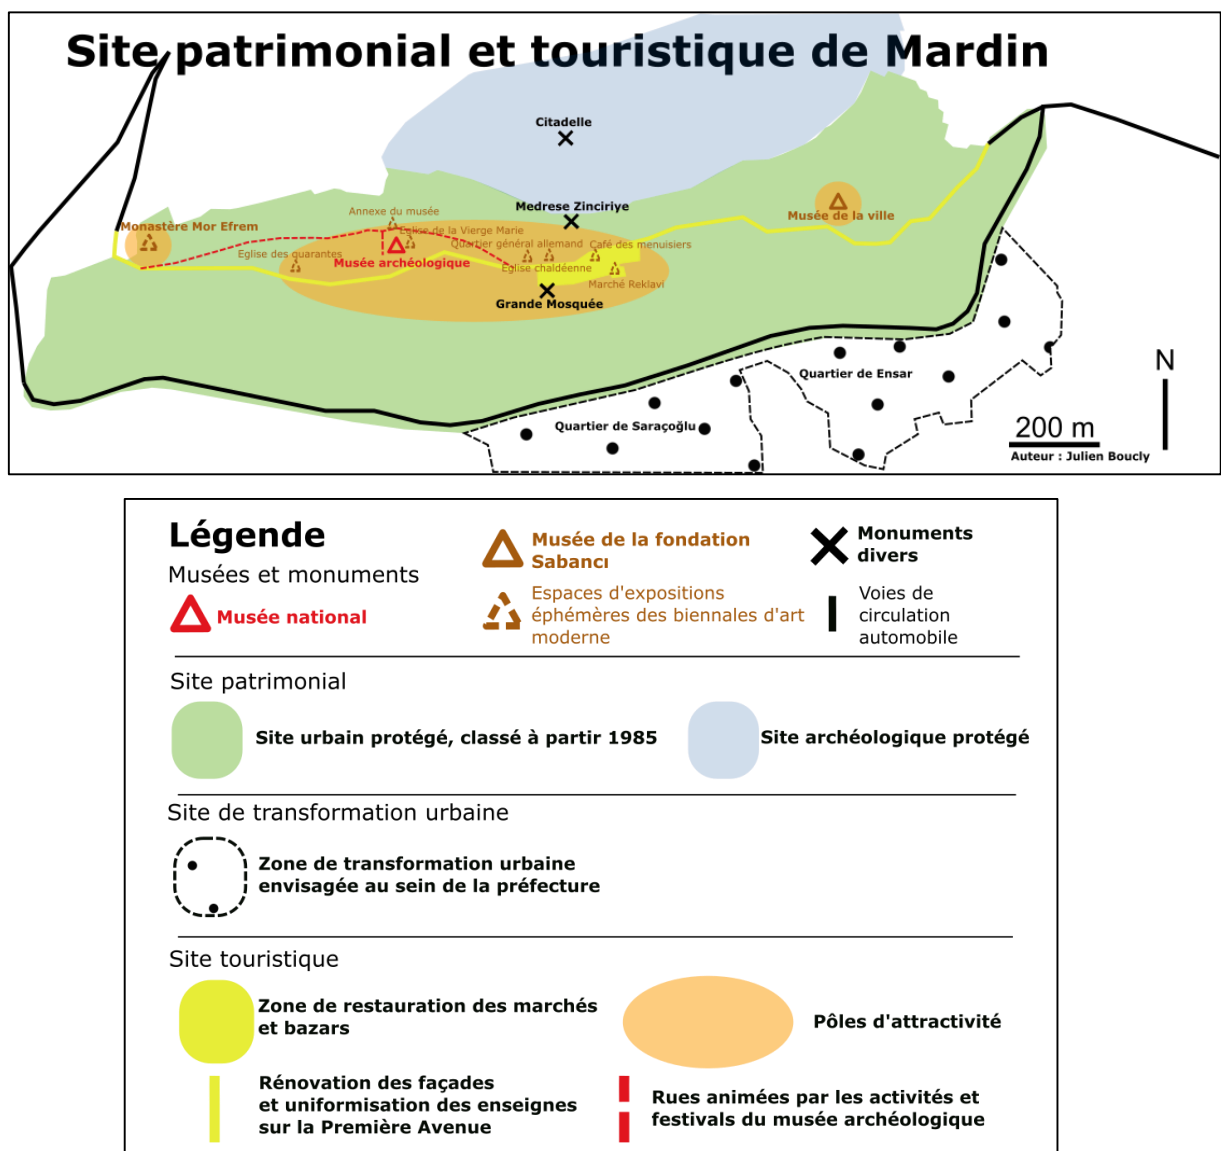 Site patrimonial et touristique de Mardin
Citadelle
Medrese Zinciriye
Musée de la ville
Annexe du musée
Monastère Mor Efrem
Eglise de la Vierge Marie
Quartier général allemand
Café des menuisiers
Eglise des quarantes
Musée archéologique
Eglise chaldéenne
Marché Reklavi
Grande Mosquée
Quartier de Ensar
Quartier de Saraçoğlu
N
200 m
Auteur : Julien Boucly
Légende
Musées et monuments
Musée national
Musée de la fondation
Sabancı
Espaces d'expositions
éphémères des biennales d'art
moderne
Monuments
divers
Voies de
circulation
automobile
Site patrimonial
Site urbain protégé, classé à partir 1985
Site archéologique protégé
Site de transformation urbaine
Zone de transformation urbaine
envisagée au sein de la préfecture
Site touristique
Zone de restauration des marchés
et bazars
Pôles d'attractivité
Rénovation des façades
et uniformisation des enseignes
sur la Première Avenue
Rues animées par les activités et
festivals du musée archéologique